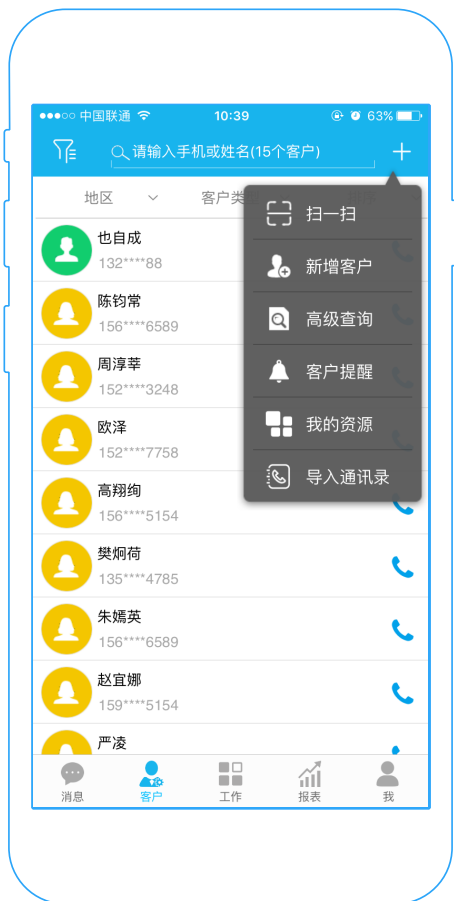 中国联通 10:39 63%
请输入手机或姓名(15个客户)
地区 客户类
扫一扫
新增客户
高级查询
客户提醒
我的资源
导入通讯录
也自成
132****88
陈钧常
156****6589
周淳莘
152****3248
欧泽
152****7758
高翔绚
156****5154
樊炯荷
135****4785
朱嫣英
156****6589
赵宜娜
159****5154
严凌
消息 客户 工作 报表 我